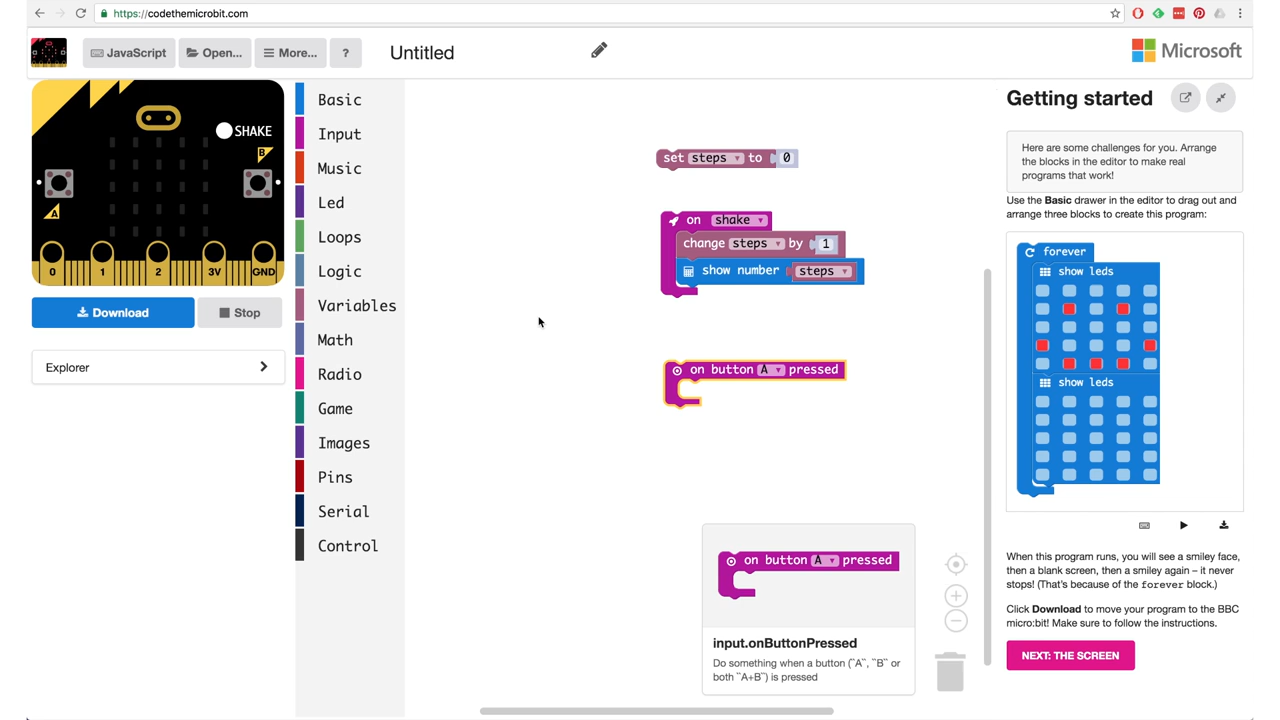 https://codethemicrobit.com
JavaScript
Open...
More...
?
Untitled
Microsoft
SHAKE
B
A
0 1 2 3V GND
Download
Stop
Explorer
Basic
Input
Music
Led
Loops
Logic
Variables
Math
Radio
Game
Images
Pins
Serial
Control
set steps to 0
on shake
change steps by 1
show number steps
on button A pressed
on button A pressed
input.onButtonPressed
Do something when a button (``A``, ``B`` or
both ``A+B``) is pressed
Getting started
Here are some challenges for you. Arrange
the blocks in the editor to make real
programs that work!
Use the Basic drawer in the editor to drag out and
arrange three blocks to create this program:
forever
show leds
show leds
When this program runs, you will see a smiley face,
then a blank screen, then a smiley again – it never
stops! (That's because of the forever block.)
Click Download to move your program to the BBC
micro:bit! Make sure to follow the instructions.
NEXT: THE SCREEN